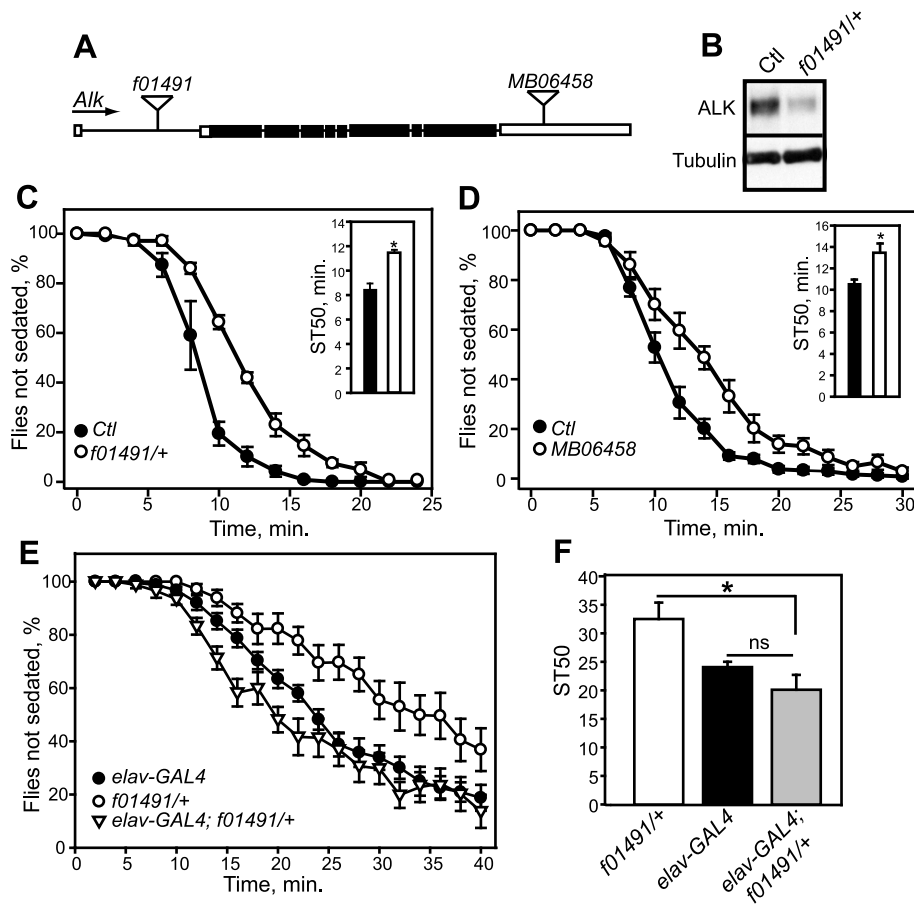 A
Alk
f01491
MB06458
B
Ctl
f01491/+
ALK
Tubulin
C
Flies not sedated, %
100
80
60
40
20
0
0 5 10 15 20 25
Time, min.
Ctl
f01491/+
ST50, min.
14
12
10
8
6
4
2
0
*
D
Flies not sedated, %
100
80
60
40
20
0
0 5 10 15 20 25 30
Time, min.
Ctl
MB06458
ST50, min.
16
14
12
10
8
6
4
2
0
*
E
Flies not sedated, %
100
80
60
40
20
0
0 5 10 15 20 25 30 35 40
Time, min.
elav-GAL4
f01491/+
elav-GAL4; f01491/+
F
ST50
40
35
30
25
20
15
10
5
0
*
ns
f01491/+
elav-GAL4
elav-GAL4;
f01491/+